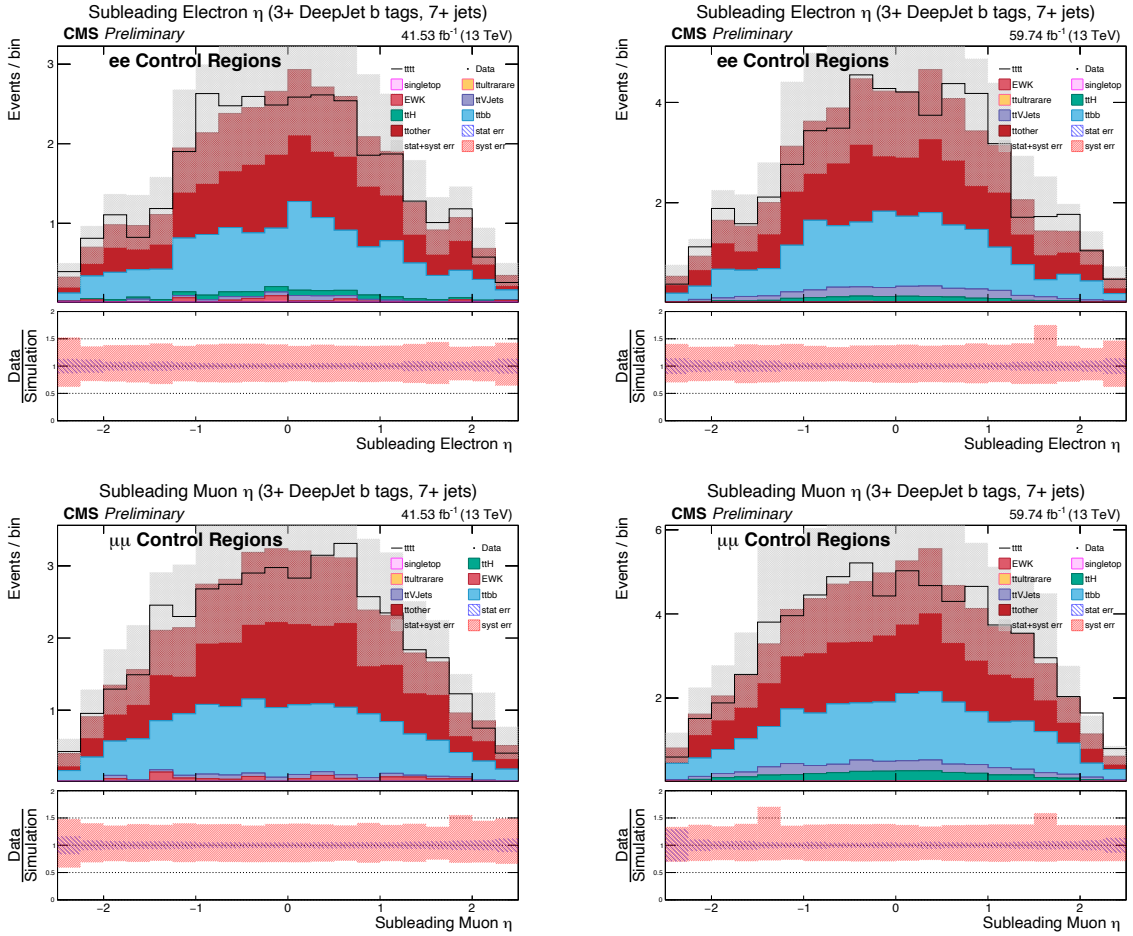 Subleading Electron η (3+ DeepJet b tags, 7+ jets)
CMS Preliminary 41.53 fb⁻¹ (13 TeV)
ee Control Regions
Events / bin
3
2
1
tttt Data
singletop ttultrarare
EWK ttVJets
ttH ttbb
ttother stat err
stat+syst err syst err
Data
Simulation
2
1.5
1
0.5
0
−2 −1 0 1 2
Subleading Electron η
Subleading Electron η (3+ DeepJet b tags, 7+ jets)
CMS Preliminary 59.74 fb⁻¹ (13 TeV)
ee Control Regions
Events / bin
4
2
tttt Data
EWK singletop
ttultrarare ttH
ttVJets ttbb
ttother stat err
stat+syst err syst err
Data
Simulation
2
1.5
1
0.5
0
−2 −1 0 1 2
Subleading Electron η
Subleading Muon η (3+ DeepJet b tags, 7+ jets)
CMS Preliminary 41.53 fb⁻¹ (13 TeV)
μμ Control Regions
Events / bin
3
2
1
tttt Data
singletop ttH
ttultrarare EWK
ttVJets ttbb
ttother stat err
stat+syst err syst err
Data
Simulation
2
1.5
1
0.5
0
−2 −1 0 1 2
Subleading Muon η
Subleading Muon η (3+ DeepJet b tags, 7+ jets)
CMS Preliminary 59.74 fb⁻¹ (13 TeV)
μμ Control Regions
Events / bin
6
4
2
tttt Data
EWK singletop
ttultrarare ttH
ttVJets ttbb
ttother stat err
stat+syst err syst err
Data
Simulation
2
1.5
1
0.5
0
−2 −1 0 1 2
Subleading Muon η